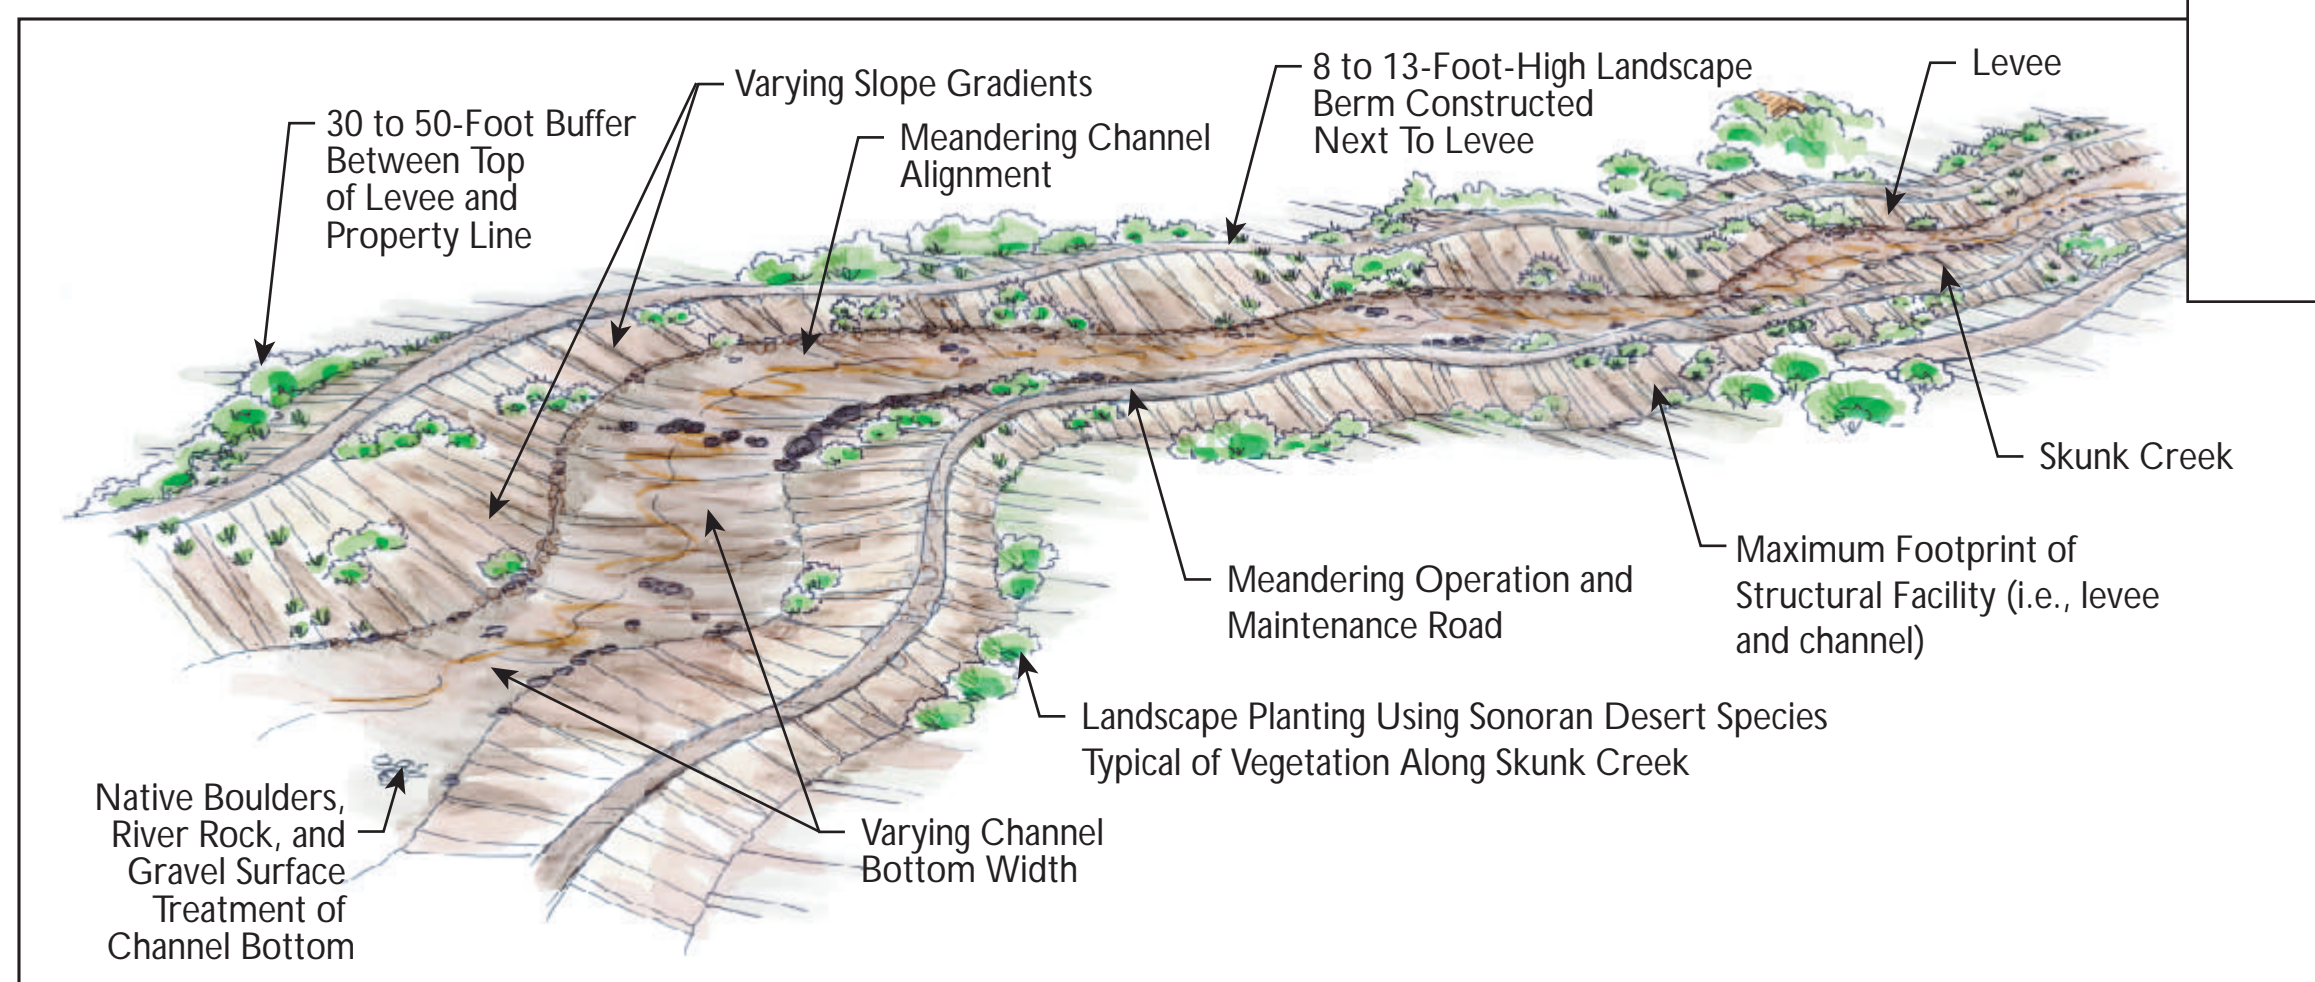 Varying Slope Gradients
30 to 50-Foot Buffer
Between Top
of Levee and
Property Line
Meandering Channel
Alignment
8 to 13-Foot-High Landscape
Berm Constructed
Next To Levee
Levee
Skunk Creek
Maximum Footprint of
Structural Facility (i.e., levee
and channel)
Meandering Operation and
Maintenance Road
Landscape Planting Using Sonoran Desert Species
Typical of Vegetation Along Skunk Creek
Varying Channel
Bottom Width
Native Boulders,
River Rock, and
Gravel Surface
Treatment of
Channel Bottom